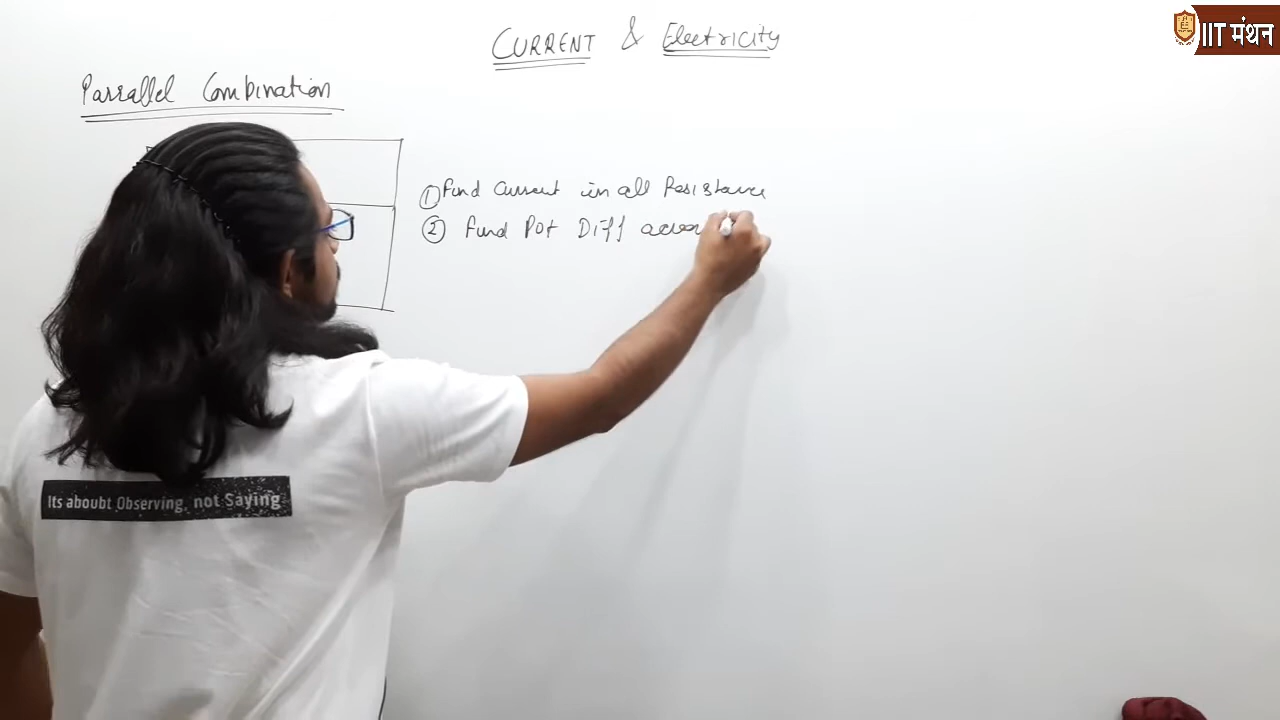 CURRENT & Electricity
IIT मंथन
Parrallel Combination
① Find Current in all Resistance
② Find Pot Diff
Its aboubt Observing, not Saying